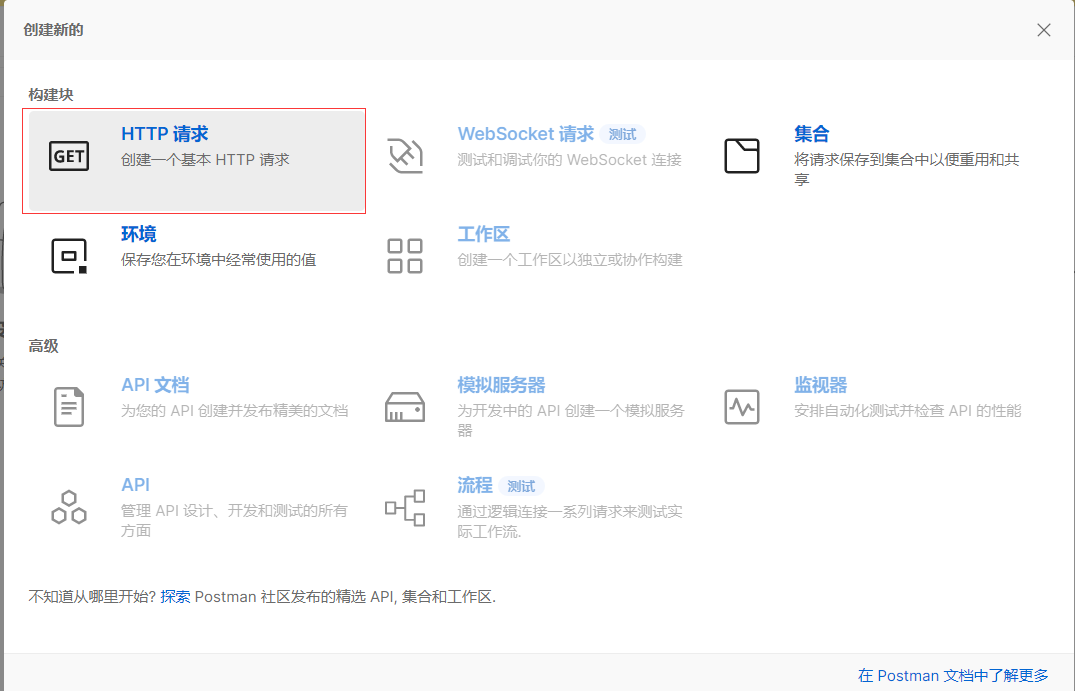 创建新的
构建块
GET
HTTP 请求
创建一个基本 HTTP 请求
WebSocket 请求 测试
测试和调试你的 WebSocket 连接
集合
将请求保存到集合中以便重用和共
享
环境
保存您在环境中经常使用的值
工作区
创建一个工作区以独立或协作构建
高级
API 文档
为您的 API 创建并发布精美的文档
模拟服务器
为开发中的 API 创建一个模拟服务
器
监视器
安排自动化测试并检查 API 的性能
API
管理 API 设计、开发和测试的所有
方面
流程 测试
通过逻辑连接一系列请求来测试实
际工作流.
不知道从哪里开始? 探索 Postman 社区发布的精选 API, 集合和工作区.
在 Postman 文档中了解更多